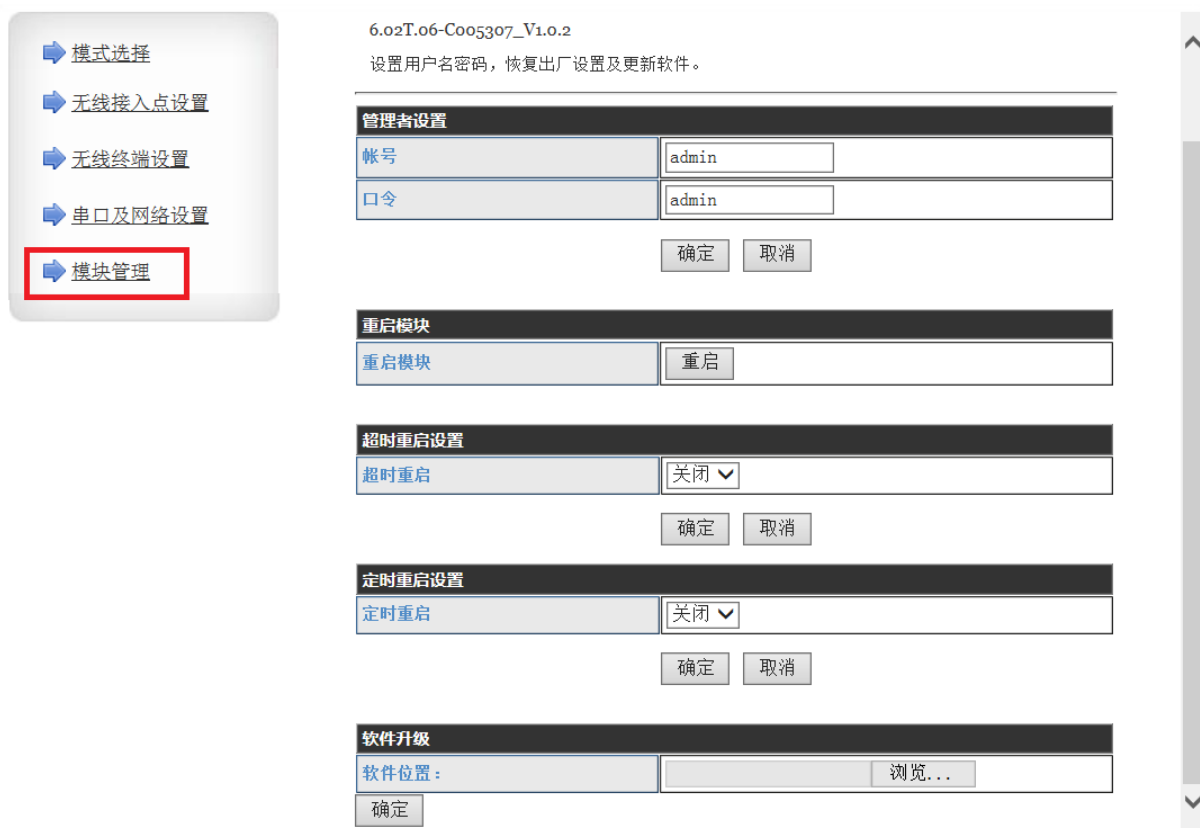 模式选择
无线接入点设置
无线终端设置
串口及网络设置
模块管理
6.02T.06-C005307_V1.0.2
设置用户名密码，恢复出厂设置及更新软件。
管理者设置
帐号 admin
口令 admin
确定 取消
重启模块
重启模块 重启
超时重启设置
超时重启 关闭
确定 取消
定时重启设置
定时重启 关闭
确定 取消
软件升级
软件位置： 浏览...
确定